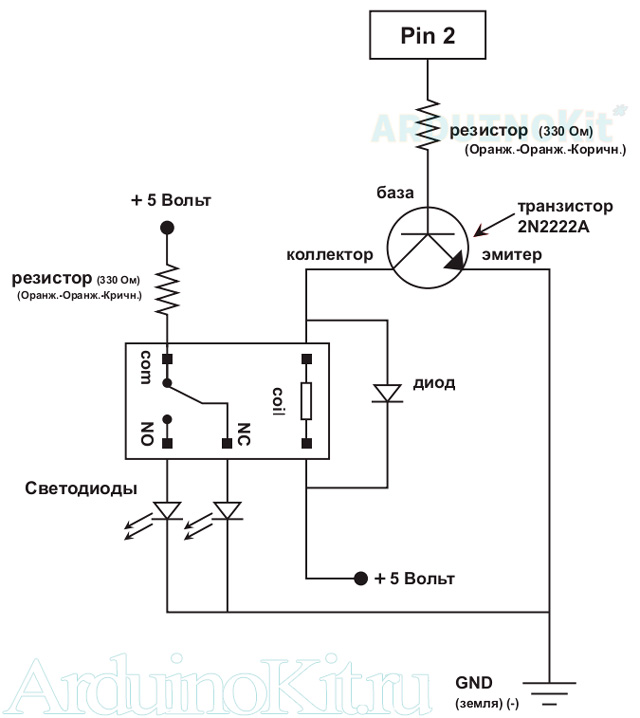 Pin 2
ARDUINOKit
резистор (330 Ом)
(Оранж.-Оранж.-Коричн.)
база
+ 5 Вольт
транзистор
2N2222A
коллектор
эмитер
резистор (330 Ом)
(Оранж.-Оранж.-Кричн.)
com
coil
диод
NO
NC
Светодиоды
+ 5 Вольт
GND
(земля) (-)
ArduinoKit.ru